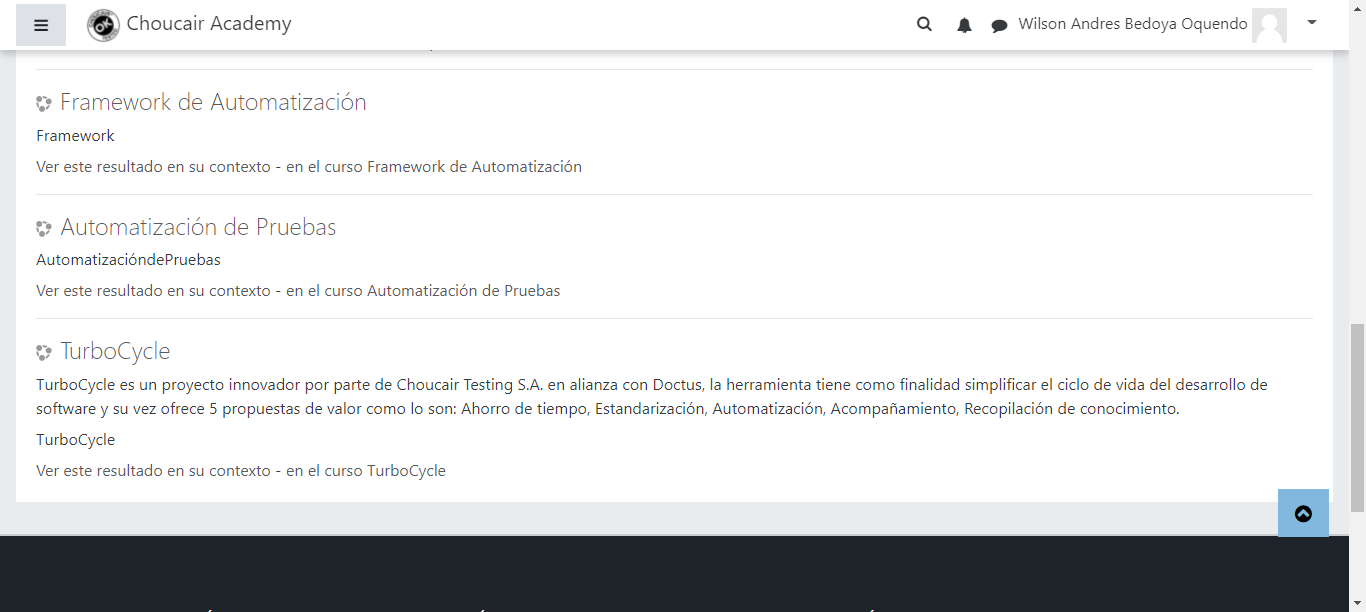 Choucair Academy
Wilson Andres Bedoya Oquendo
Framework de Automatización
Framework
Ver este resultado en su contexto - en el curso Framework de Automatización
Automatización de Pruebas
AutomatizacióndePruebas
Ver este resultado en su contexto - en el curso Automatización de Pruebas
TurboCycle
TurboCycle es un proyecto innovador por parte de Choucair Testing S.A. en alianza con Doctus, la herramienta tiene como finalidad simplificar el ciclo de vida del desarrollo de
software y su vez ofrece 5 propuestas de valor como lo son: Ahorro de tiempo, Estandarización, Automatización, Acompañamiento, Recopilación de conocimiento.
TurboCycle
Ver este resultado en su contexto - en el curso TurboCycle